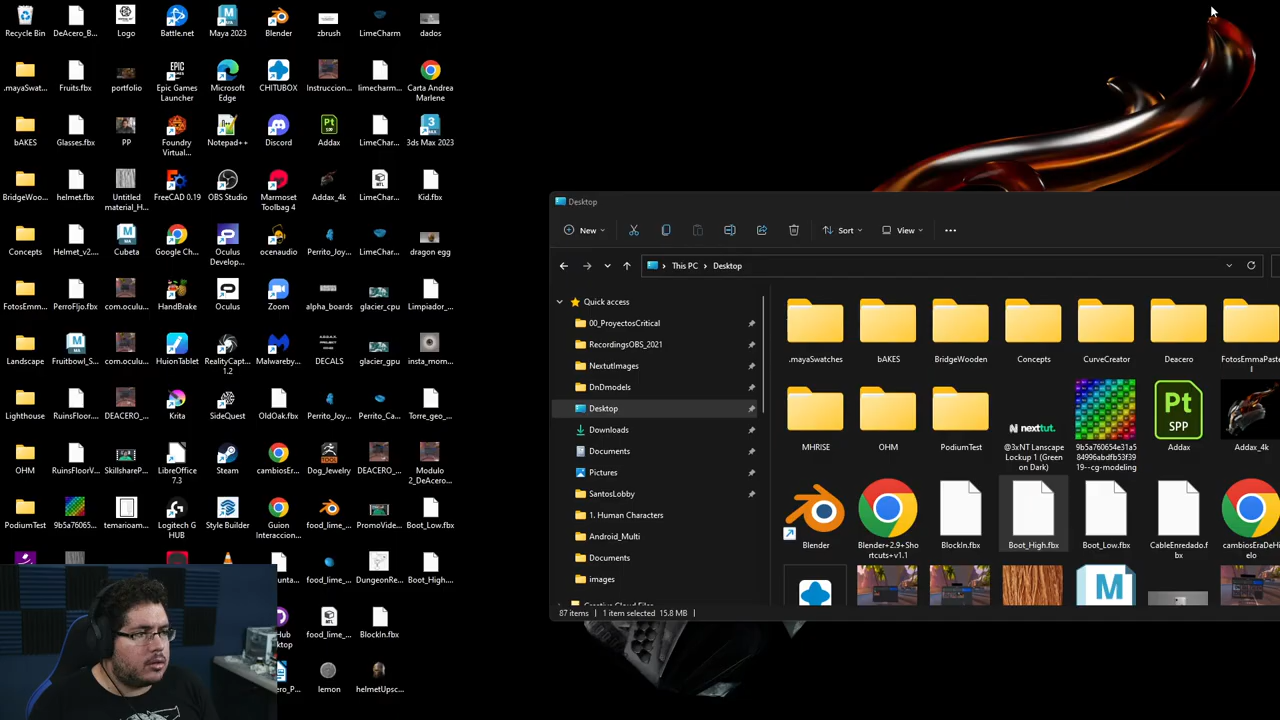 Recycle Bin
DeAcero_B...
Logo
Battle.net
Maya 2023
Blender
zbrush
LimeCharm
dados
.mayaSwat...
Fruits.fbx
portfolio
Epic Games
Launcher
Microsoft
Edge
CHITUBOX
Instruccion...
limecharm...
Carta Andrea
Marlene
bAKES
Glasses.fbx
PP
Foundry
Virtual...
Notepad++
Discord
Addax
LimeChar...
3ds Max 2023
BridgeWoo...
helmet.fbx
Untitled
material_H...
FreeCAD 0.19
OBS Studio
Marmoset
Toolbag 4
Addax_4k
LimeChar...
Kid.fbx
Concepts
Helmet_v2...
Cubeta
Google Ch...
Oculus
Develop...
ocenaudio
Perrito_Joy...
LimeChar...
dragon egg
FotosEmm...
PerroFIjo.fbx
com.oculu...
HandBrake
Oculus
Zoom
alpha_boards
glacier_cpu
Limpiador_...
Landscape
Fruitbowl_S...
com.oculu...
HuionTablet
RealityCapt...
1.2
Malwareby...
DECALS
glacier_gpu
insta_mom...
Lighthouse
RuinsFloor...
DEACERO_...
Krita
SideQuest
OldOak.fbx
Perrito_Joy...
Perrito_Ca...
Torre_geo_...
OHM
RuinsFloorV...
SkillshareP...
LibreOffice
7.3
Steam
cambiosEr...
Dog_Jewelry
DEACERO_...
Modulo
2_DeAcero...
PodiumTest
9b5a76065...
temarioam...
Logitech G
HUB
Style Builder
Guion
Interaccion...
food_lime_...
PromoVide...
Boot_Low.fbx
food_lime_...
DungeonRe...
Boot_High....
food_lime_...
BlockIn.fbx
lemon
helmetUpsc...
Desktop
New
Sort
View
This PC
Desktop
Quick access
00_ProyectosCritical
RecordingsOBS_2021
NextutImages
DnDmodels
Desktop
Downloads
Documents
Pictures
SantosLobby
1. Human Characters
Android_Multi
Documents
images
.mayaSwatches
bAKES
BridgeWooden
Concepts
CurveCreator
Deacero
FotosEmmaPaste
MHRISE
OHM
PodiumTest
nexttut.
@3xNT Lanscape
Lockup 1 (Green
on Dark)
9b5a760654e31a5
84996abdfb53f39
19--cg-modeling
Pt
SPP
Addax
Addax_4k
Blender
Blender+2.9+Sho
rtcuts+v1.1
BlockIn.fbx
Boot_High.fbx
Boot_Low.fbx
CableEnredado.f
bx
cambiosEraDeHi
elo
87 items
1 item selected 15.8 MB